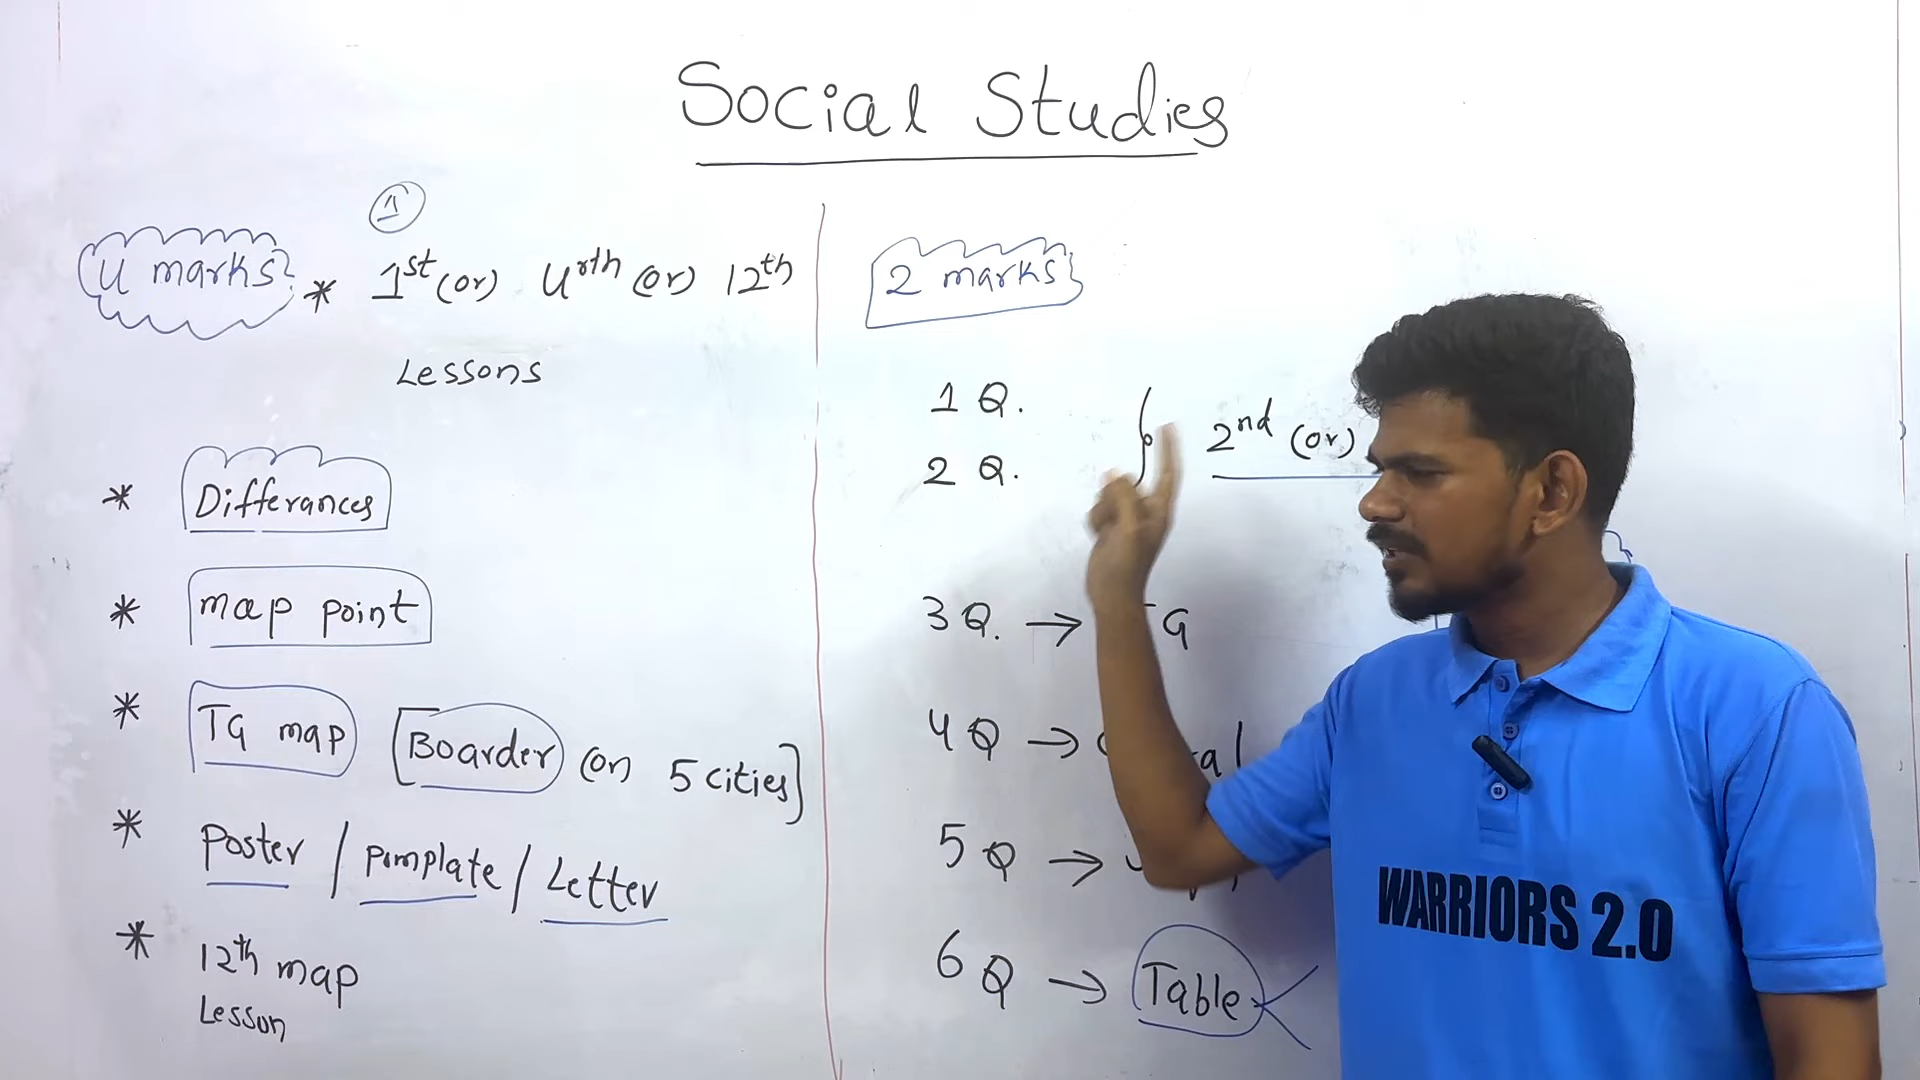 Social Studies
1
4 marks * 1st (or) 4rth (or) 12th
Lessons
* Differances
* map point
* TG map [Boarder (or) 5 cities]
* Poster / Pomplate / Letter
* 12th map
Lesson
2 marks
1 Q.
2 Q.
2nd (or)
3 Q. →
4 Q →
5 Q →
6 Q → Table
WARRIORS 2.0